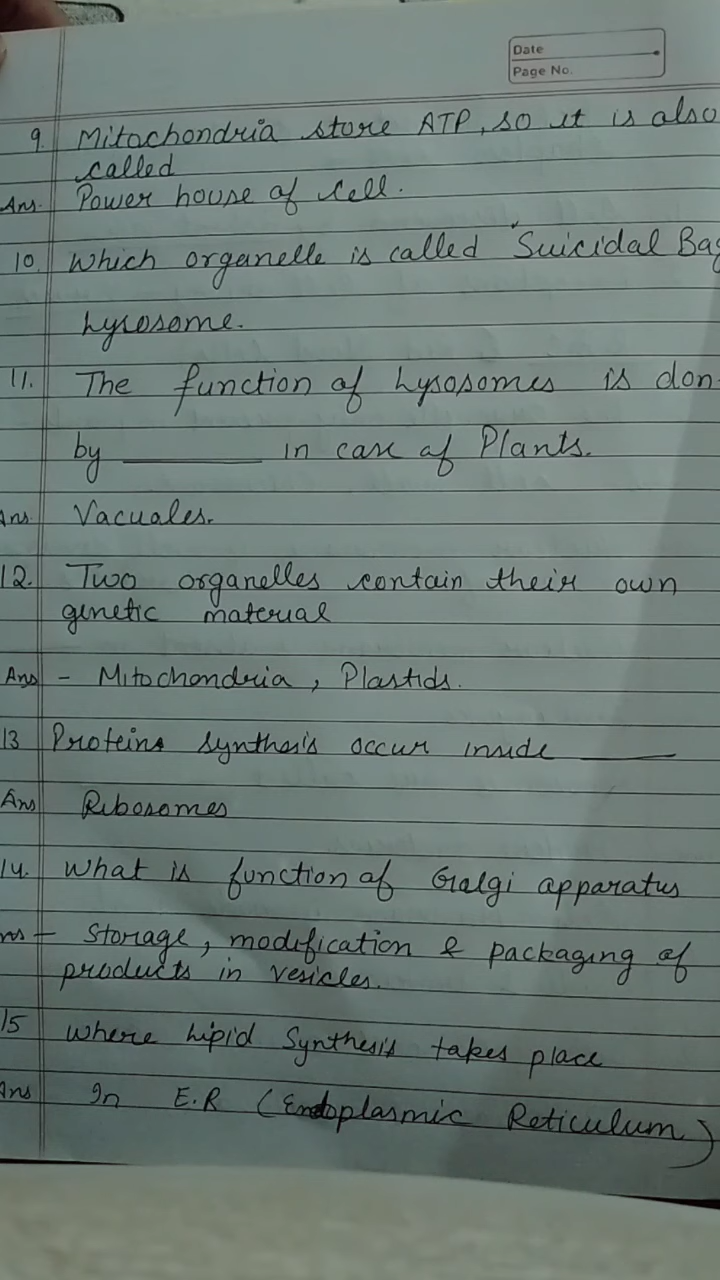 Date
Page No.
9. Mitochondria store ATP, so it is also
called
Ans. Power house of Cell.
10. Which organelle is called "Suicidal Bag
Lysosome.
11. The function of Lysosomes is don
by ______ in case of Plants.
Ans. Vacuales.
12. Two organelles contain their own
genetic material
Ans - Mitochondria, Plastids.
13 Proteins synthesis occur inside ______
Ans Ribosomes
14. What is function of Golgi apparatus
ns - Storage, modification & packaging of
products in vesicles.
15 Where Lipid Synthesis takes place
Ans In E.R (Endoplasmic Reticulum)